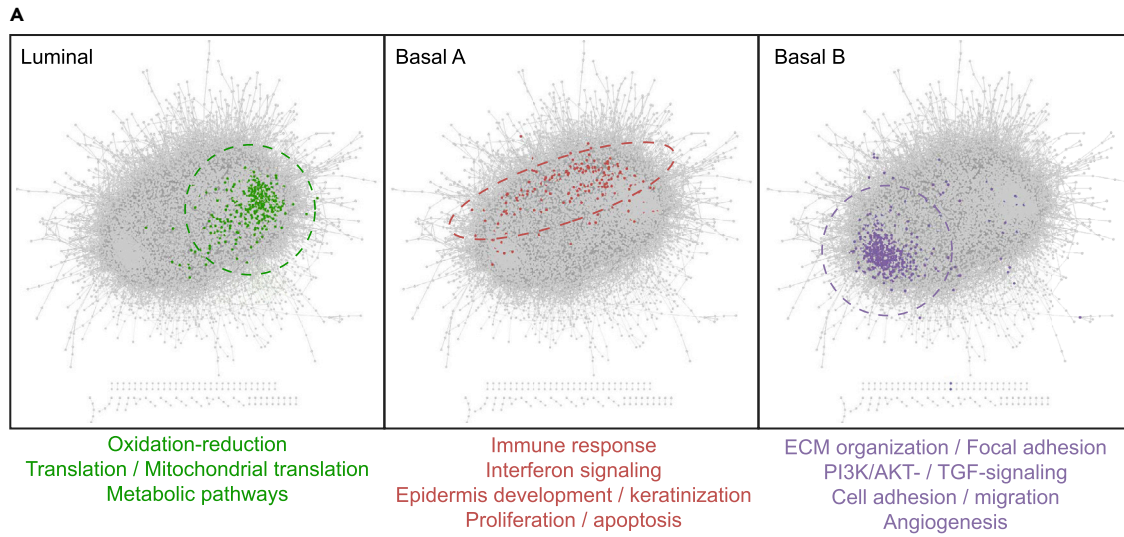 A
Luminal
Basal A
Basal B
Oxidation-reduction
Translation / Mitochondrial translation
Metabolic pathways
Immune response
Interferon signaling
Epidermis development / keratinization
Proliferation / apoptosis
ECM organization / Focal adhesion
PI3K/AKT- / TGF-signaling
Cell adhesion / migration
Angiogenesis